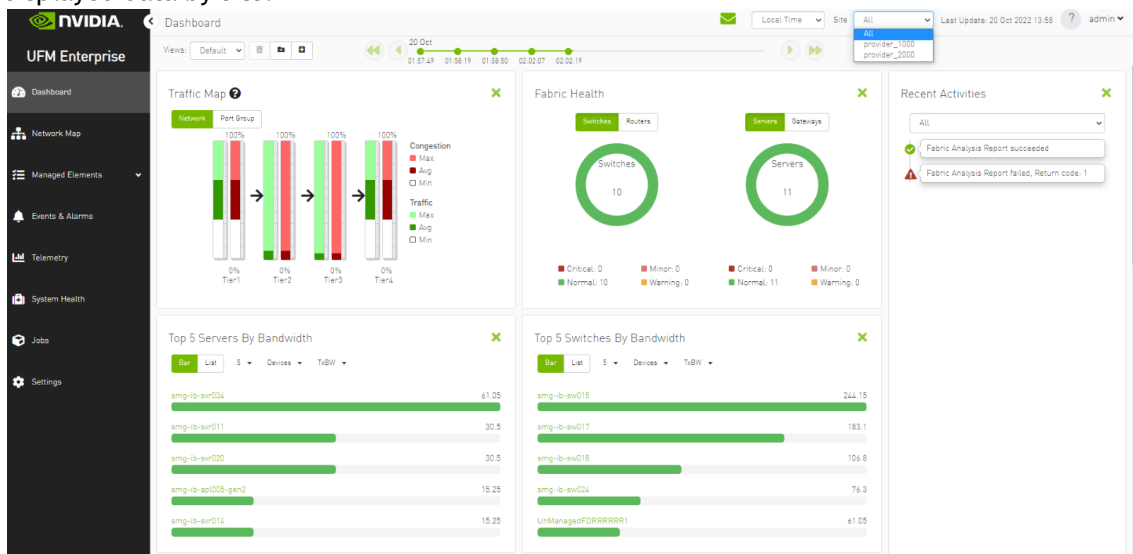 NVIDIA.
Dashboard
Local Time
Site
All
Last Update: 20 Oct 2022 13:58
?
admin
All
provider_1000
provider_2000
UFM Enterprise
Views:
Default
20 Oct
01:57:49
01:58:19
01:58:50
02:02:07
02:02:19
Dashboard
Network Map
Managed Elements
Events & Alarms
Telemetry
System Health
Jobs
Settings
Traffic Map ?
Network
Port Group
100%
100%
100%
100%
Congestion
Max
Avg
Min
Traffic
Max
Avg
Min
0%
0%
0%
0%
Tier1
Tier2
Tier3
Tier4
Fabric Health
Switches
Routers
Servers
Gateways
Switches
10
Servers
11
Critical: 0
Minor: 0
Normal: 10
Warning: 0
Critical: 0
Minor: 0
Normal: 11
Warning: 0
Recent Activities
All
Fabric Analysis Report succeeded
Fabric Analysis Report failed, Return code: 1
Top 5 Servers By Bandwidth
Bar
List
5
Devices
TxBW
smg-ib-svr034
61.05
smg-ib-svr011
30.5
smg-ib-svr020
30.5
smg-ib-apl005-gen2
15.25
smg-ib-svr014
15.25
Top 5 Switches By Bandwidth
Bar
List
5
Devices
TxBW
smg-ib-sw015
244.15
smg-ib-sw017
183.1
smg-ib-sw018
106.8
smg-ib-sw024
76.3
UnManagedFDRRRRRR1
61.05